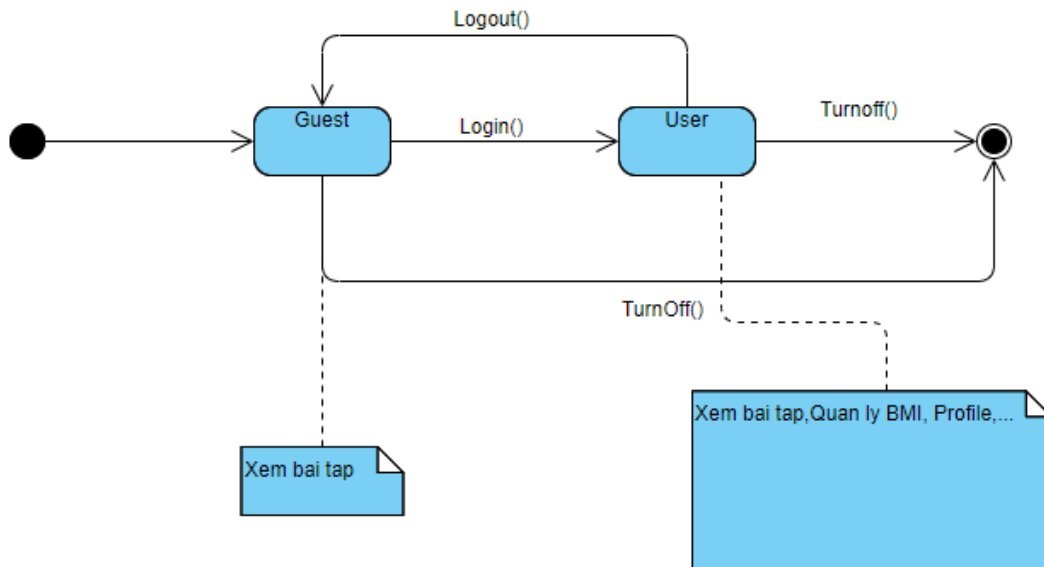 Logout()
Guest
Login()
User
Turnoff()
TurnOff()
Xem bai tap
Xem bai tap,Quan ly BMI, Profile,...